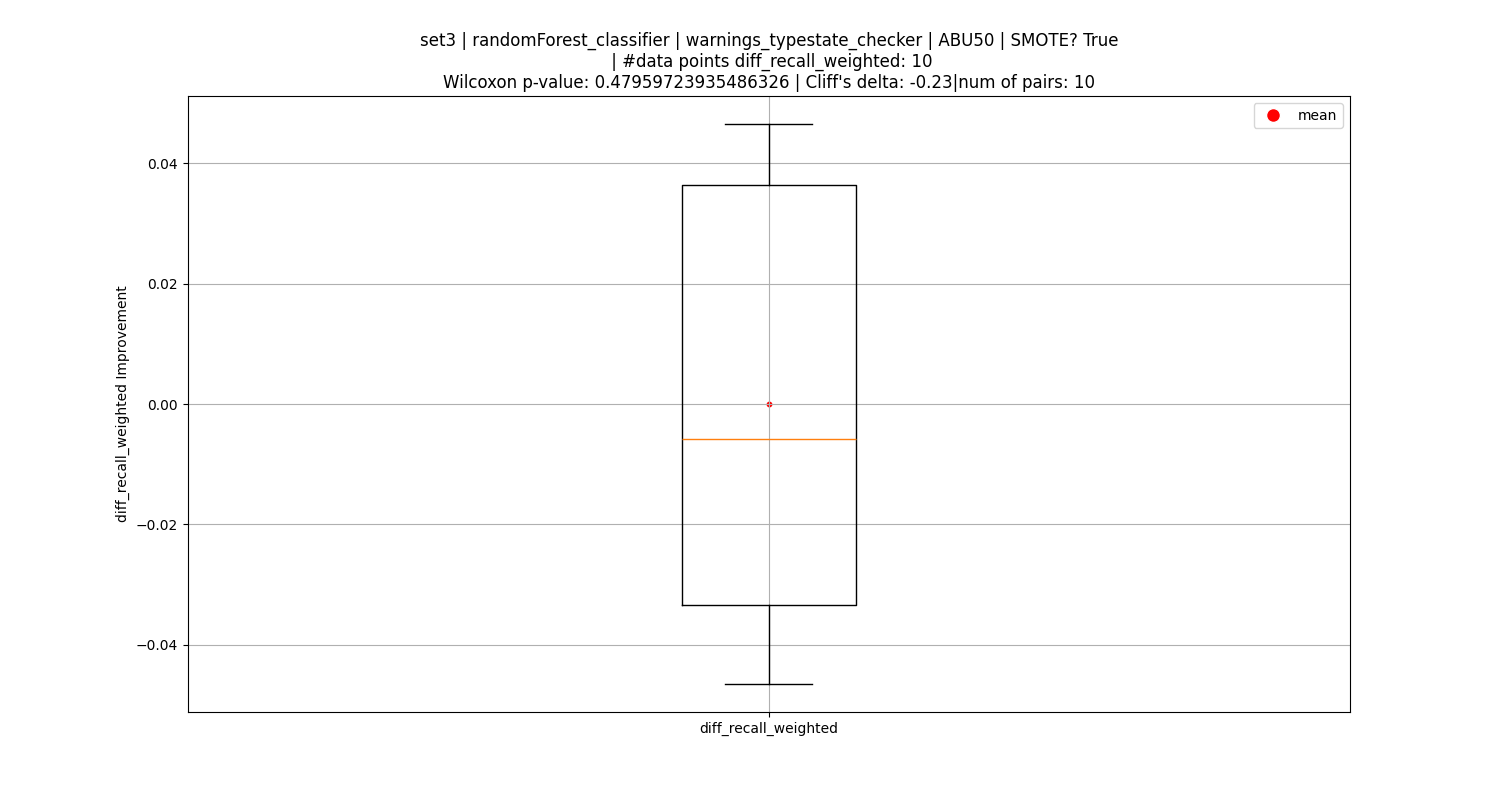 set3 | randomForest_classifier | warnings_typestate_checker | ABU50 | SMOTE? True
| #data points diff_recall_weighted: 10
Wilcoxon p-value: 0.47959723935486326 | Cliff's delta: -0.23|num of pairs: 10
mean
0.04
0.02
0.00
−0.02
−0.04
diff_recall_weighted Improvement
diff_recall_weighted